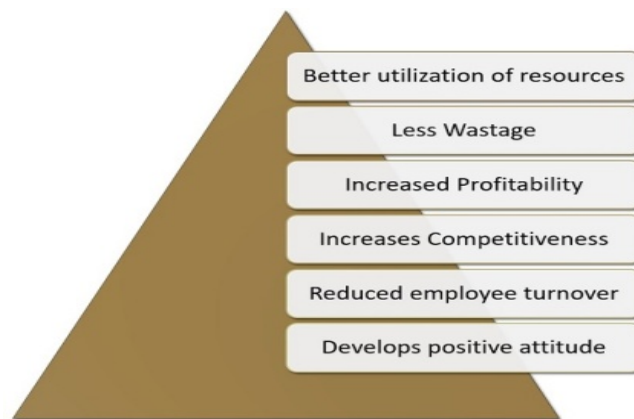 Better utilization of resources
Less Wastage
Increased Profitability
Increases Competitiveness
Reduced employee turnover
Develops positive attitude